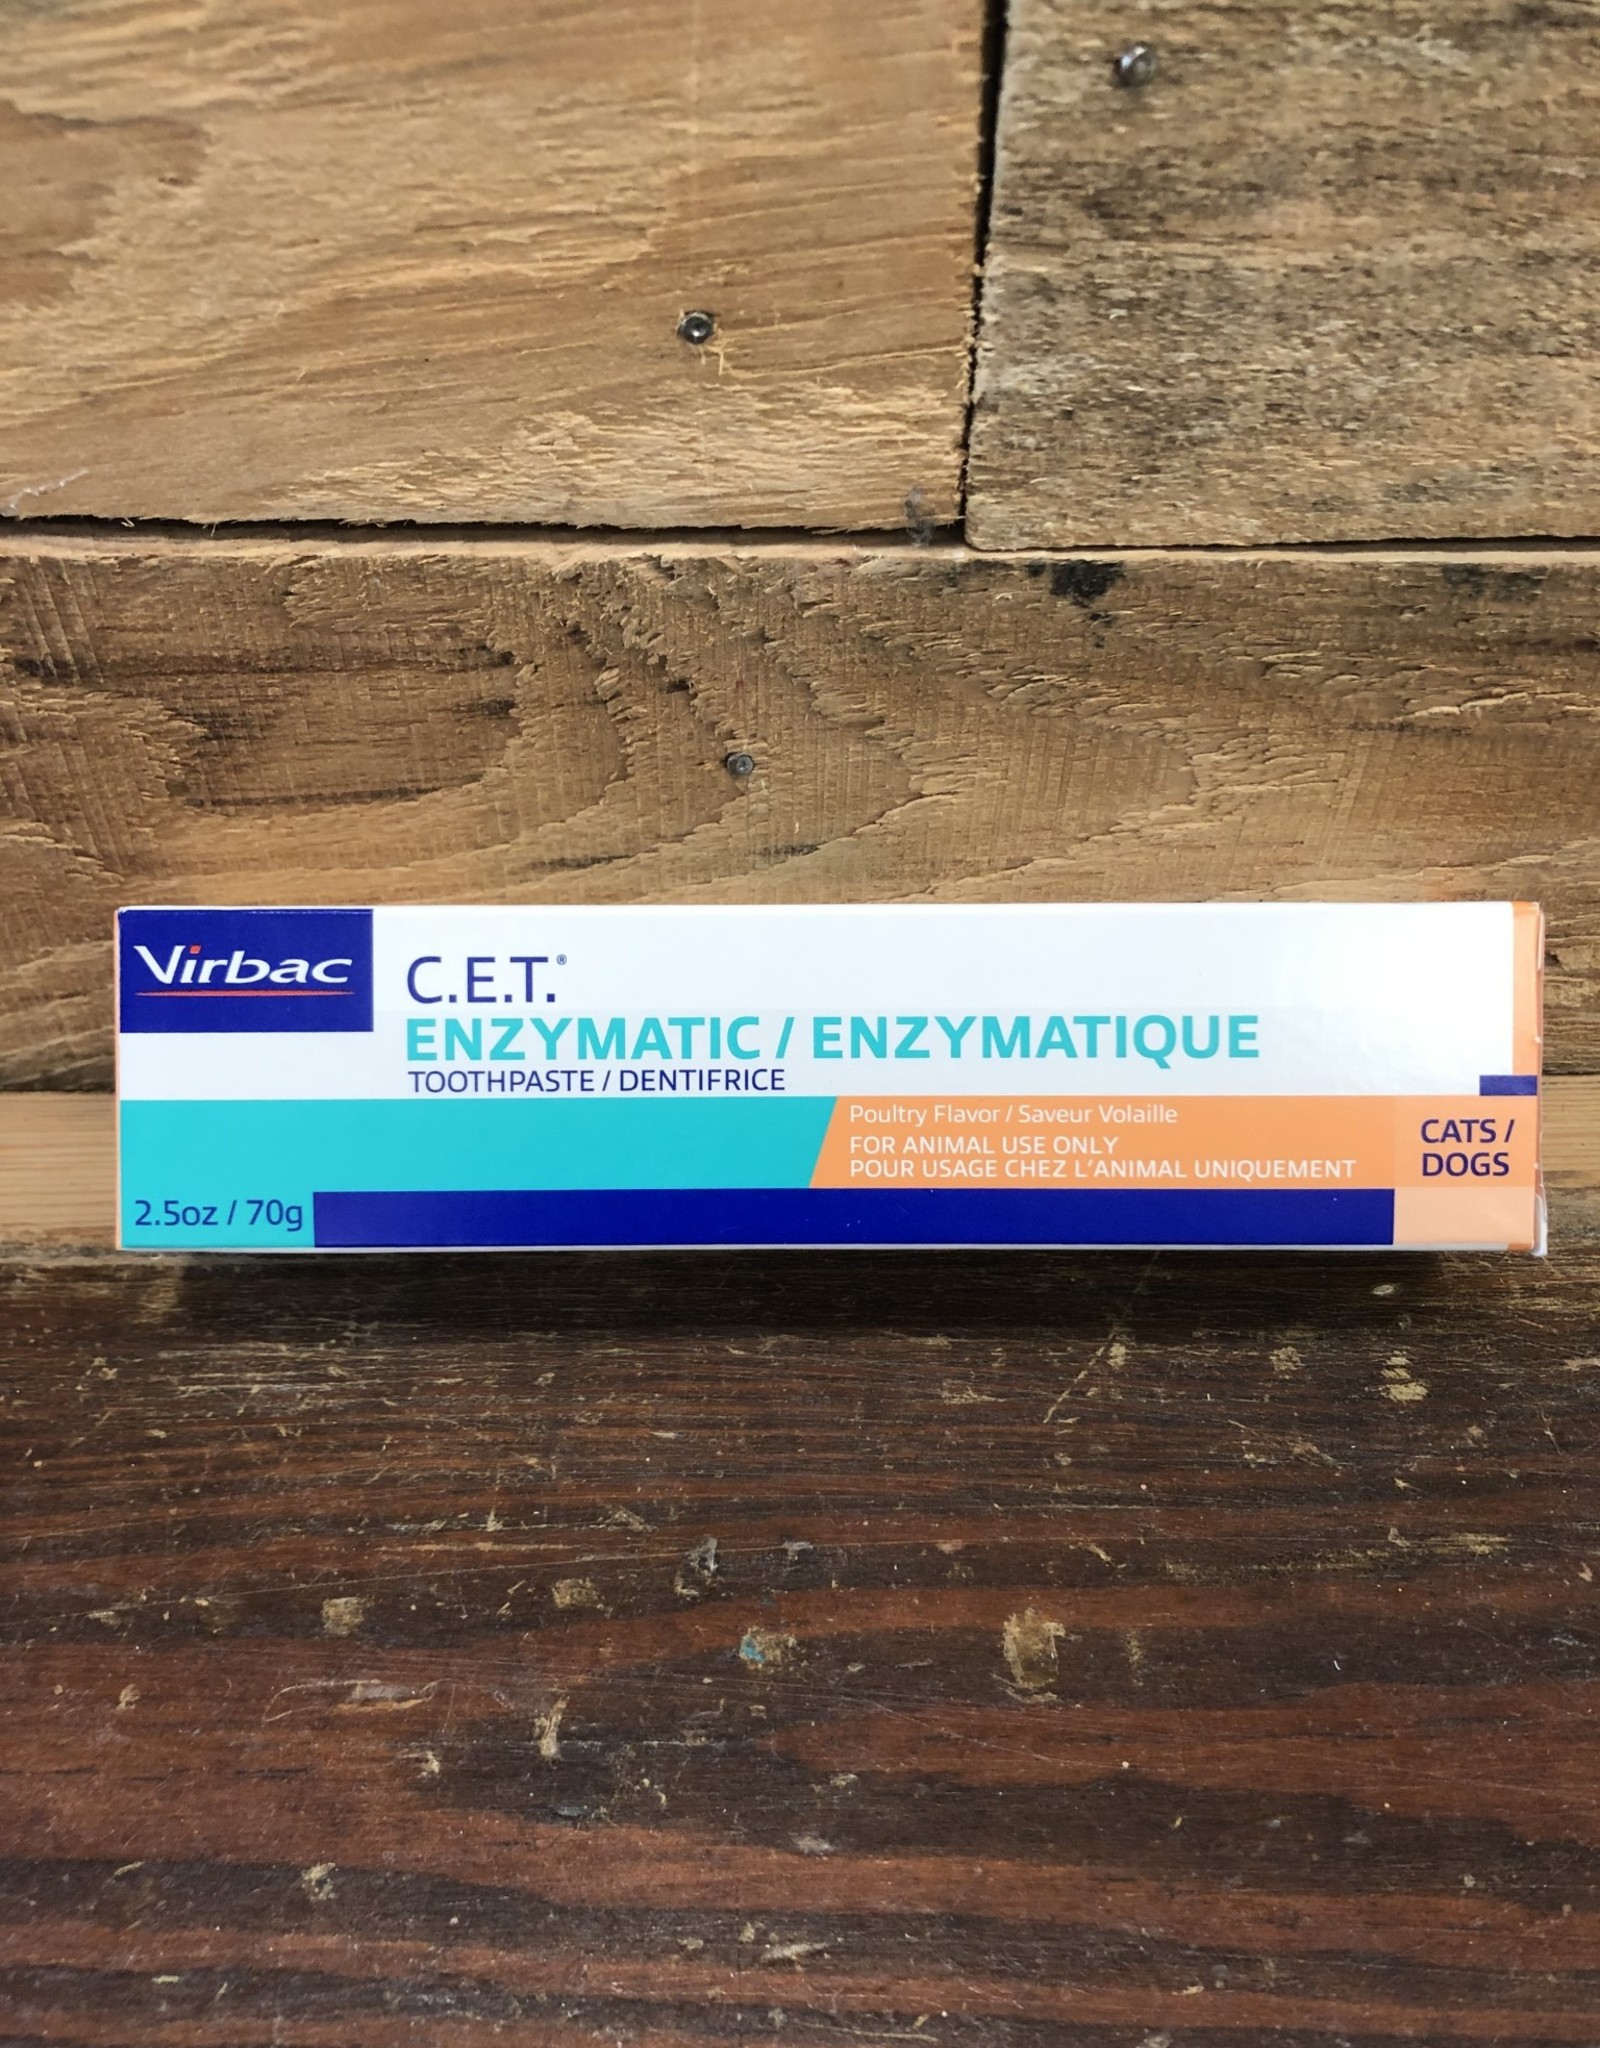 Virbac
C.E.T.®
ENZYMATIC / ENZYMATIQUE
TOOTHPASTE / DENTIFRICE
Poultry Flavor / Saveur Volaille
FOR ANIMAL USE ONLY
POUR USAGE CHEZ L'ANIMAL UNIQUEMENT
CATS /
DOGS
2.5oz / 70g